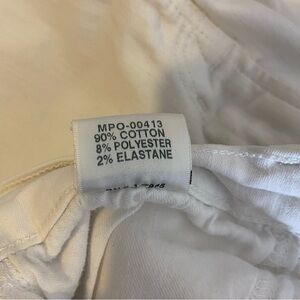 MPO-00413
90% COTTON
8% POLYESTER
2% ELASTANE